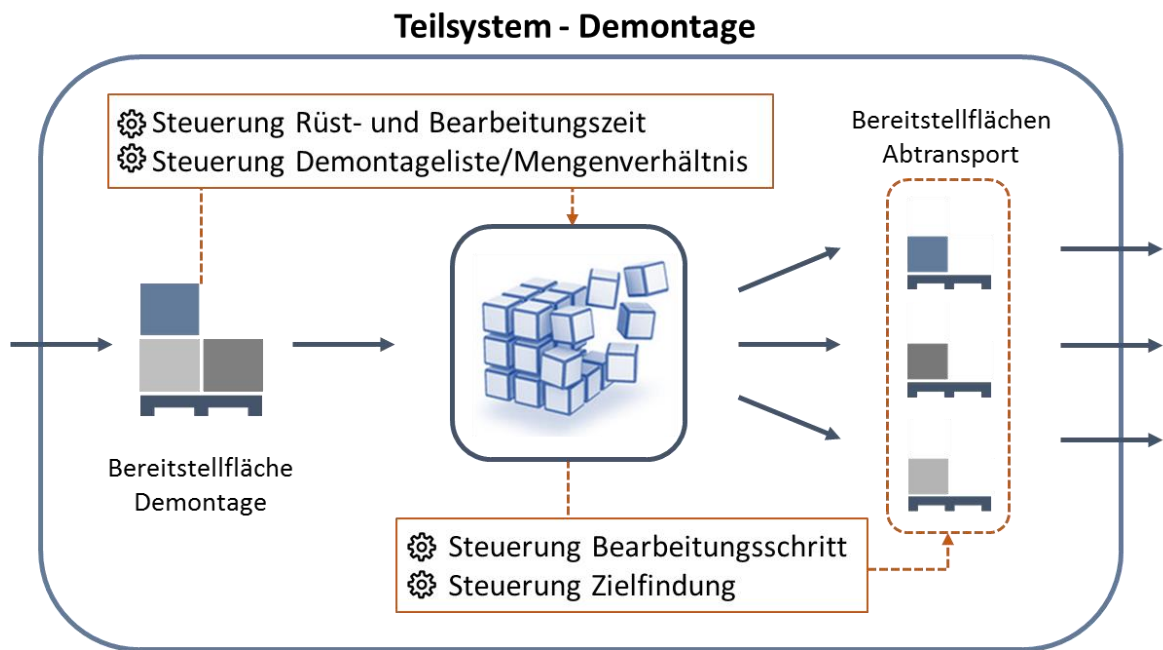 Teilsystem - Demontage
Steuerung Rüst- und Bearbeitungszeit
Steuerung Demontageliste/Mengenverhältnis
Bereitstellflächen
Abtransport
Bereitstellfläche
Demontage
Steuerung Bearbeitungsschritt
Steuerung Zielfindung